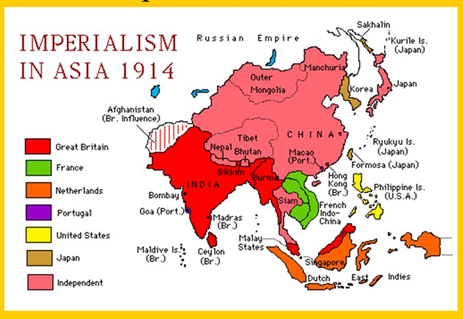 IMPERIALISM
IN ASIA 1914
Russian Empire
Sakhalin
Kurile Is.
(Japan)
Manchuria
Outer
Mongolia
Korea
Japan
Afghanistan
(Br. Influence)
Tibet
CHINA
Nepal
Bhutan
Sikkim
Macao
(Port.)
Ryukyu Is.
(Japan)
Formosa (Japan)
INDIA
Burma
Hong
Kong
(Br.)
Philippine Is.
(U.S.A.)
Bombay
Siam
French
Indo-
China
Goa (Port.)
Madras
(Br.)
Maldive Is.
(Br.)
Ceylon
(Br.)
Malay
States
Singapore
Dutch
East
Indies
Great Britain
France
Netherlands
Portugal
United States
Japan
Independent